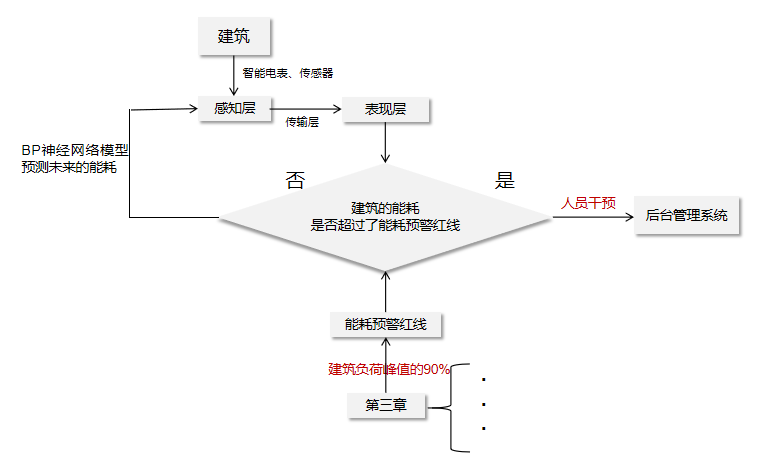 建筑
智能电表、传感器
感知层
传输层
表现层
BP神经网络模型
预测未来的能耗
否
是
建筑的能耗
是否超过了能耗预警红线
人员干预
后台管理系统
能耗预警红线
建筑负荷峰值的90%
第三章